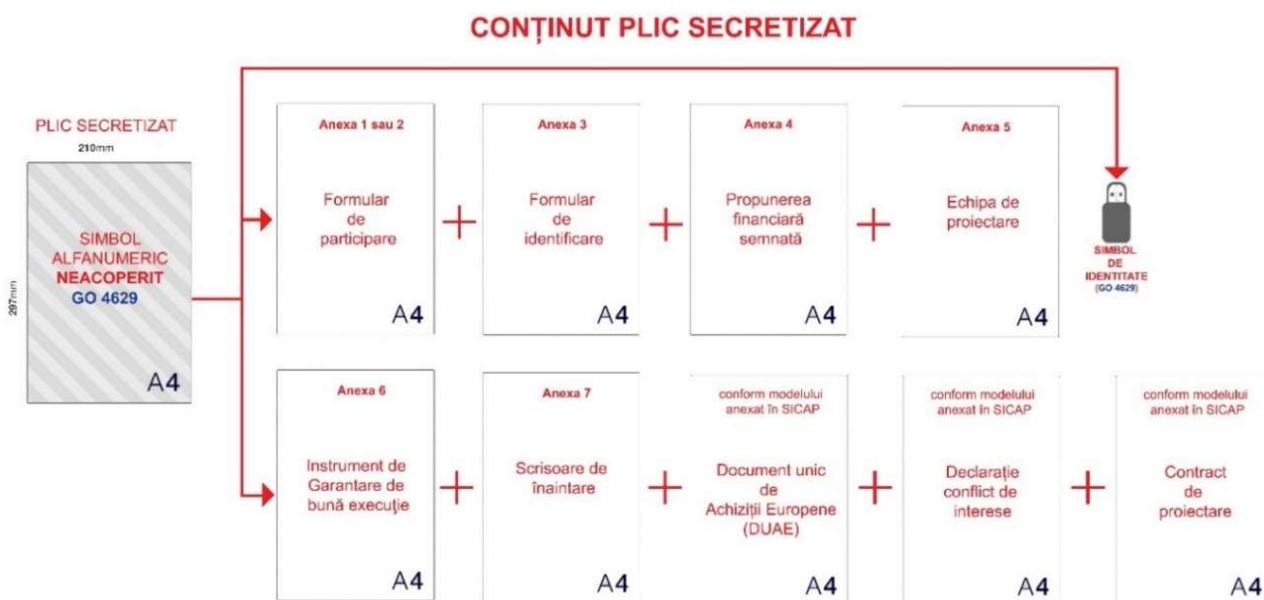 CONȚINUT PLIC SECRETIZAT
PLIC SECRETIZAT
210mm
297mm
SIMBOL
ALFANUMERIC
NEACOPERIT
GO 4629
A4
Anexa 1 sau 2
Formular
de
participare
A4
Anexa 3
Formular
de
identificare
A4
Anexa 4
Propunerea
financiară
semnată
A4
Anexa 5
Echipa de
proiectare
A4
SIMBOL
DE
IDENTITATE
(GO 4629)
Anexa 6
Instrument de
Garantare de
bună execuţie
A4
Anexa 7
Scrisoare de
înaintare
A4
conform modelului
anexat în SICAP
Document unic
de
Achiziții Europene
(DUAE)
A4
conform modelului
anexat în SICAP
Declarație
conflict de
interese
A4
conform modelului
anexat în SICAP
Contract
de
proiectare
A4